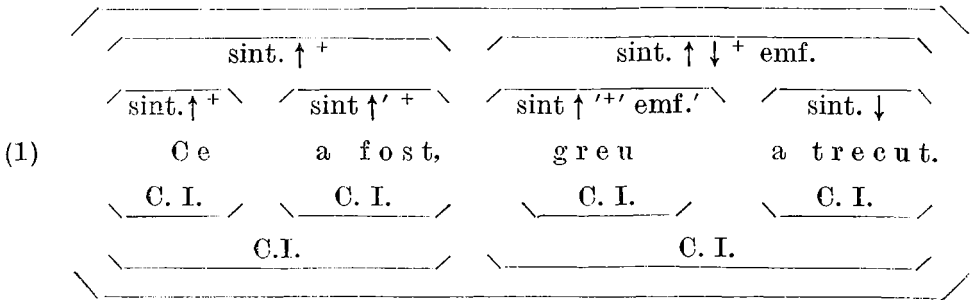 sint. ↑ + sint. ↑ ↓ + emf.
sint. ↑ + sint ↑′ + sint ↑ ′+′ emf.′ sint. ↓
(1) Ce a fost, greu a trecut.
C. I. C. I. C. I. C. I.
C.I. C. I.